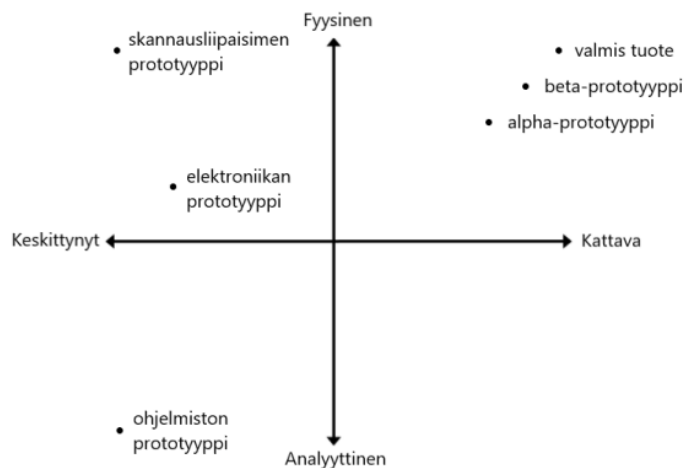 Fyysinen
skannausliipaisimen
prototyyppi
valmis tuote
beta-prototyyppi
alpha-prototyyppi
elektroniikan
prototyyppi
Keskittynyt
Kattava
ohjelmiston
prototyyppi
Analyyttinen